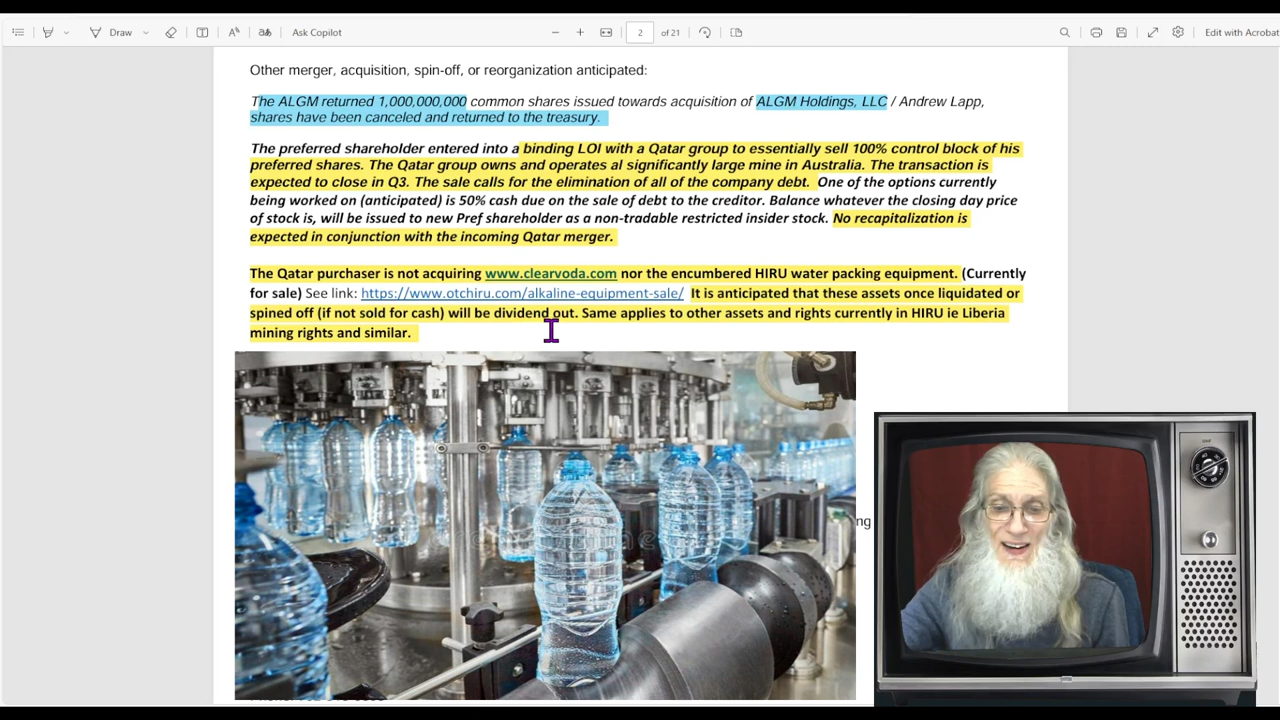 Draw
Ask Copilot
2 of 21
Edit with Acrobat
Other merger, acquisition, spin-off, or reorganization anticipated:
The ALGM returned 1,000,000,000 common shares issued towards acquisition of ALGM Holdings, LLC / Andrew Lapp,
shares have been canceled and returned to the treasury.
The preferred shareholder entered into a binding LOI with a Qatar group to essentially sell 100% control block of his
preferred shares. The Qatar group owns and operates al significantly large mine in Australia. The transaction is
expected to close in Q3. The sale calls for the elimination of all of the company debt. One of the options currently
being worked on (anticipated) is 50% cash due on the sale of debt to the creditor. Balance whatever the closing day price
of stock is, will be issued to new Pref shareholder as a non-tradable restricted insider stock. No recapitalization is
expected in conjunction with the incoming Qatar merger.
The Qatar purchaser is not acquiring www.clearvoda.com nor the encumbered HIRU water packing equipment. (Currently
for sale) See link: https://www.otchiru.com/alkaline-equipment-sale/ It is anticipated that these assets once liquidated or
spined off (if not sold for cash) will be dividend out. Same applies to other assets and rights currently in HIRU ie Liberia
mining rights and similar.
ng